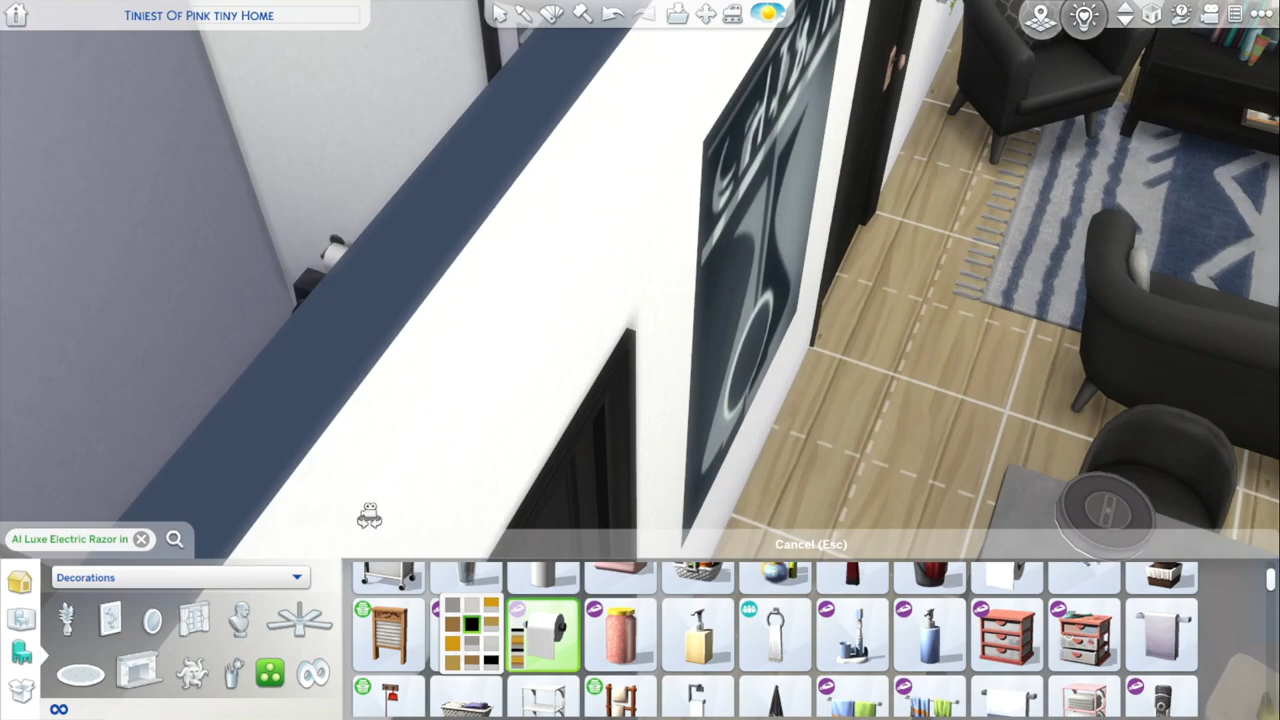 TINIEST OF PINK TINY HOME
Cancel (Esc)
Al Luxe Electric Razor in
Decorations